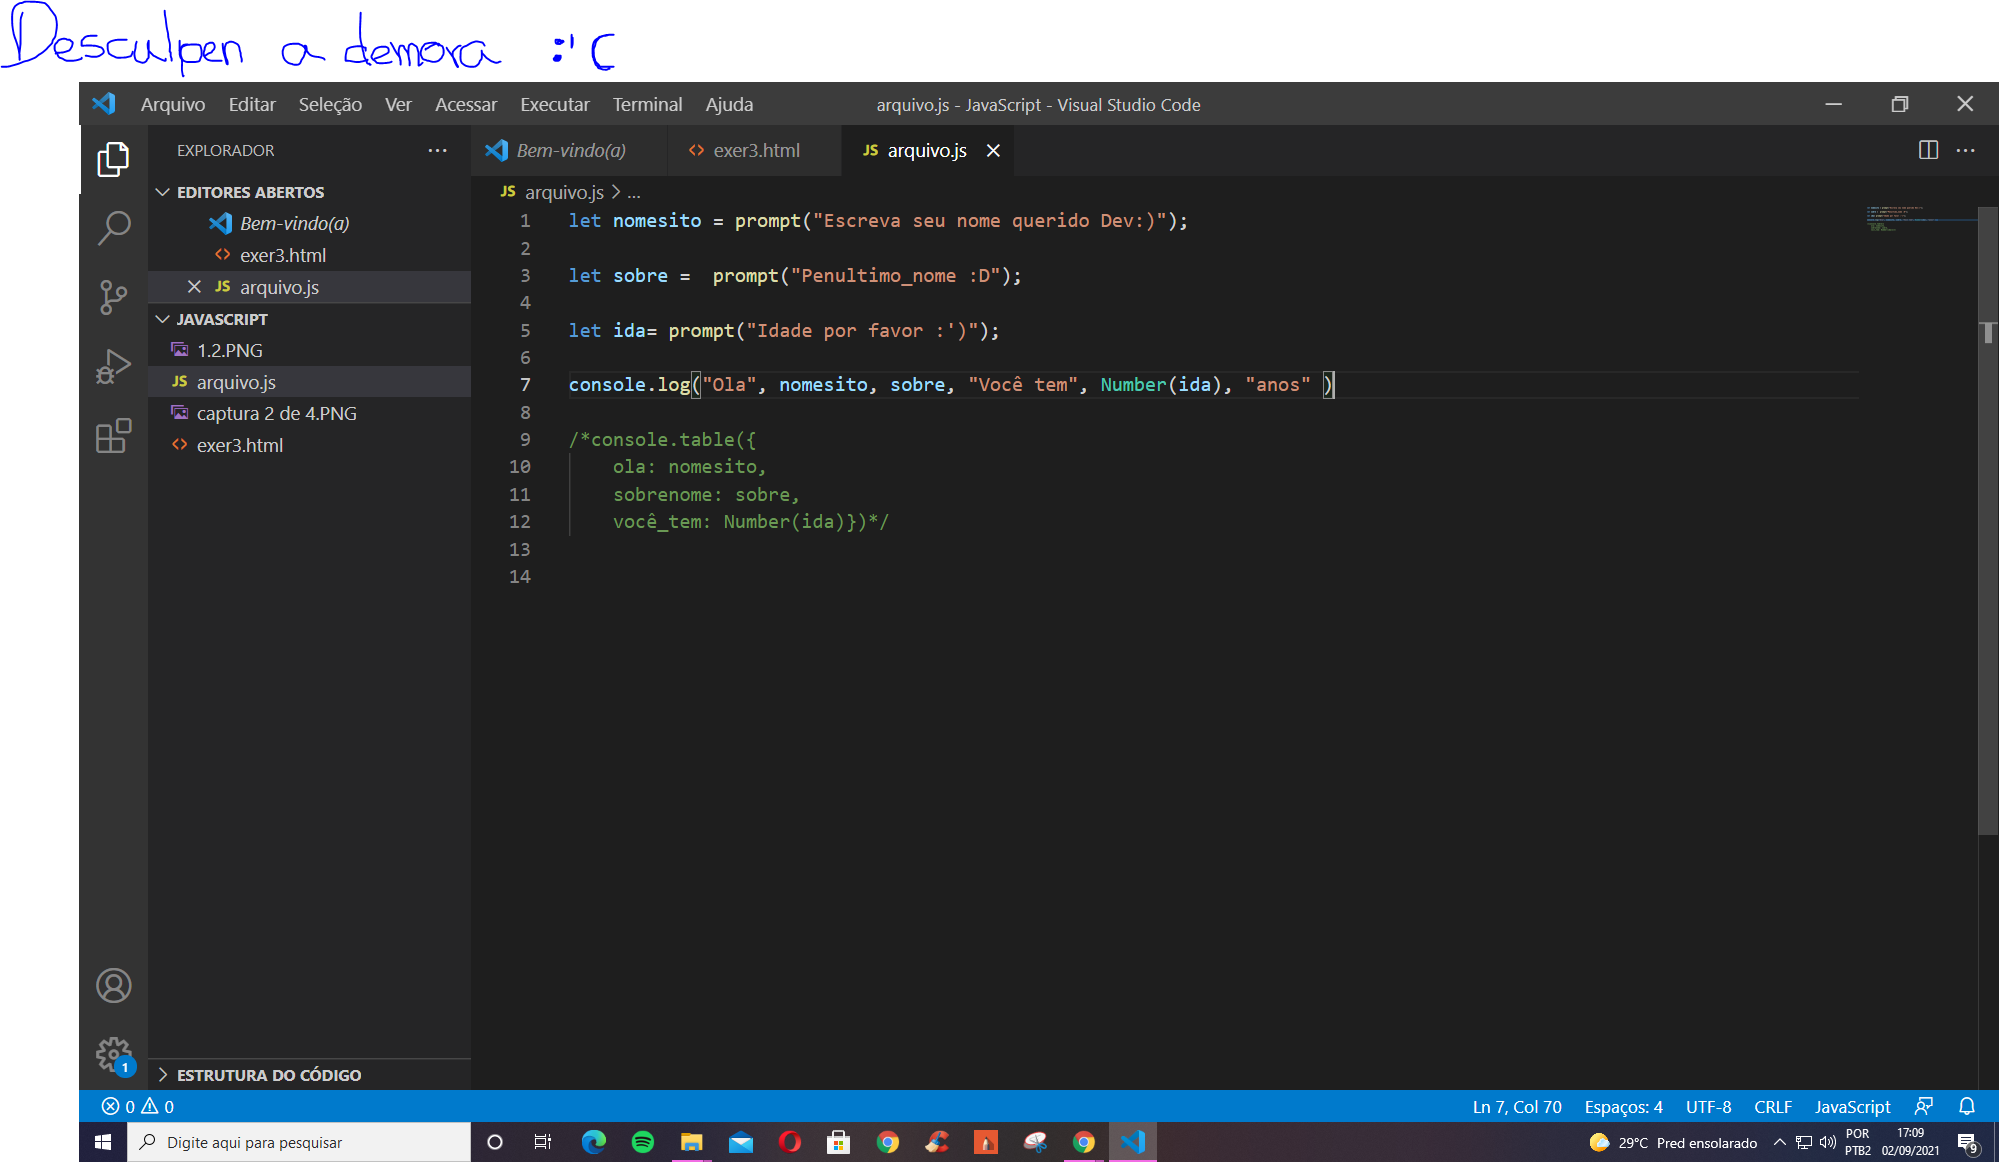 Desculpen a demora :'C
Arquivo Editar Seleção Ver Acessar Executar Terminal Ajuda arquivo.js - JavaScript - Visual Studio Code
EXPLORADOR ... Bem-vindo(a) <> exer3.html JS arquivo.js ...
EDITORES ABERTOS
Bem-vindo(a)
<> exer3.html
JS arquivo.js
JAVASCRIPT
1.2.PNG
JS arquivo.js
captura 2 de 4.PNG
<> exer3.html
ESTRUTURA DO CÓDIGO
JS arquivo.js > ...
1 let nomesito = prompt("Escreva seu nome querido Dev:)");
2
3 let sobre =  prompt("Penultimo_nome :D");
4
5 let ida= prompt("Idade por favor :')");
6
7 console.log("Ola", nomesito, sobre, "Você tem", Number(ida), "anos" )
8
9 /*console.table({
10     ola: nomesito,
11     sobrenome: sobre,
12     você_tem: Number(ida)})*/
13
14
1
0 0 Ln 7, Col 70 Espaços: 4 UTF-8 CRLF JavaScript
Digite aqui para pesquisar 29°C Pred ensolarado POR 17:09
PTB2 02/09/2021 9